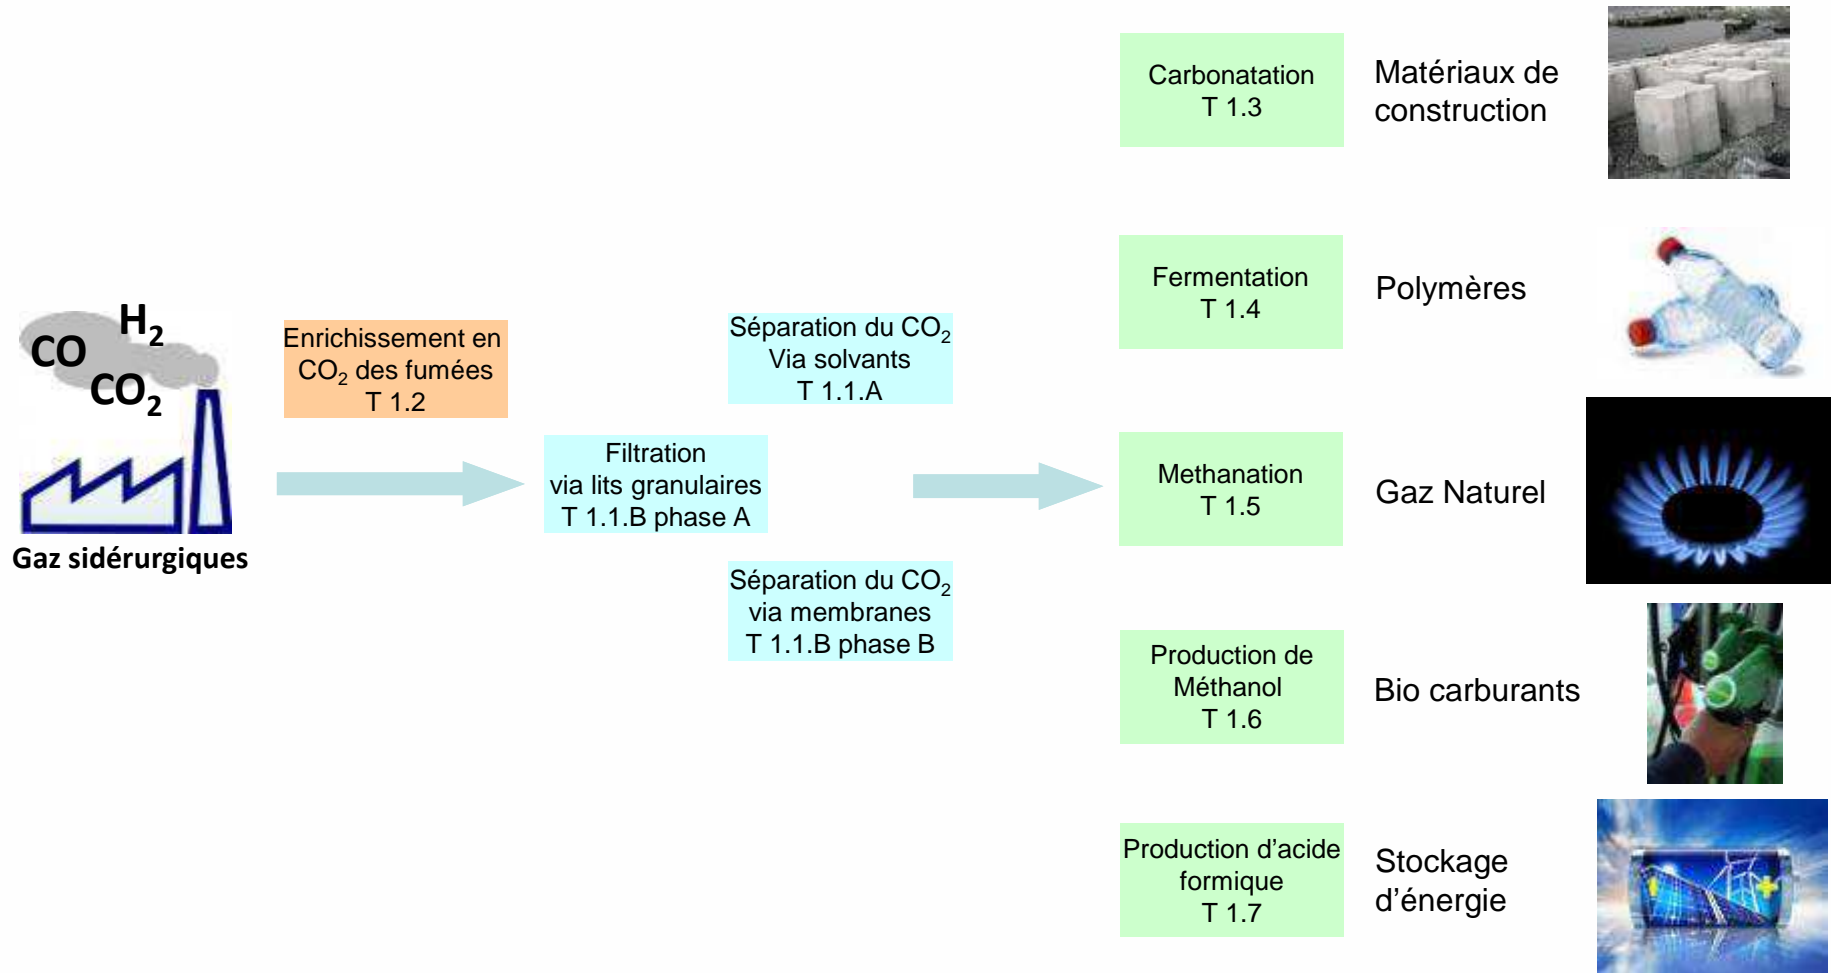 H2
CO
CO2
Gaz sidérurgiques
Enrichissement en
CO2 des fumées
T 1.2
Filtration
via lits granulaires
T 1.1.B phase A
Séparation du CO2
Via solvants
T 1.1.A
Séparation du CO2
via membranes
T 1.1.B phase B
Carbonatation
T 1.3
Matériaux de
construction
Fermentation
T 1.4
Polymères
Methanation
T 1.5
Gaz Naturel
Production de
Méthanol
T 1.6
Bio carburants
Production d’acide
formique
T 1.7
Stockage
d’énergie